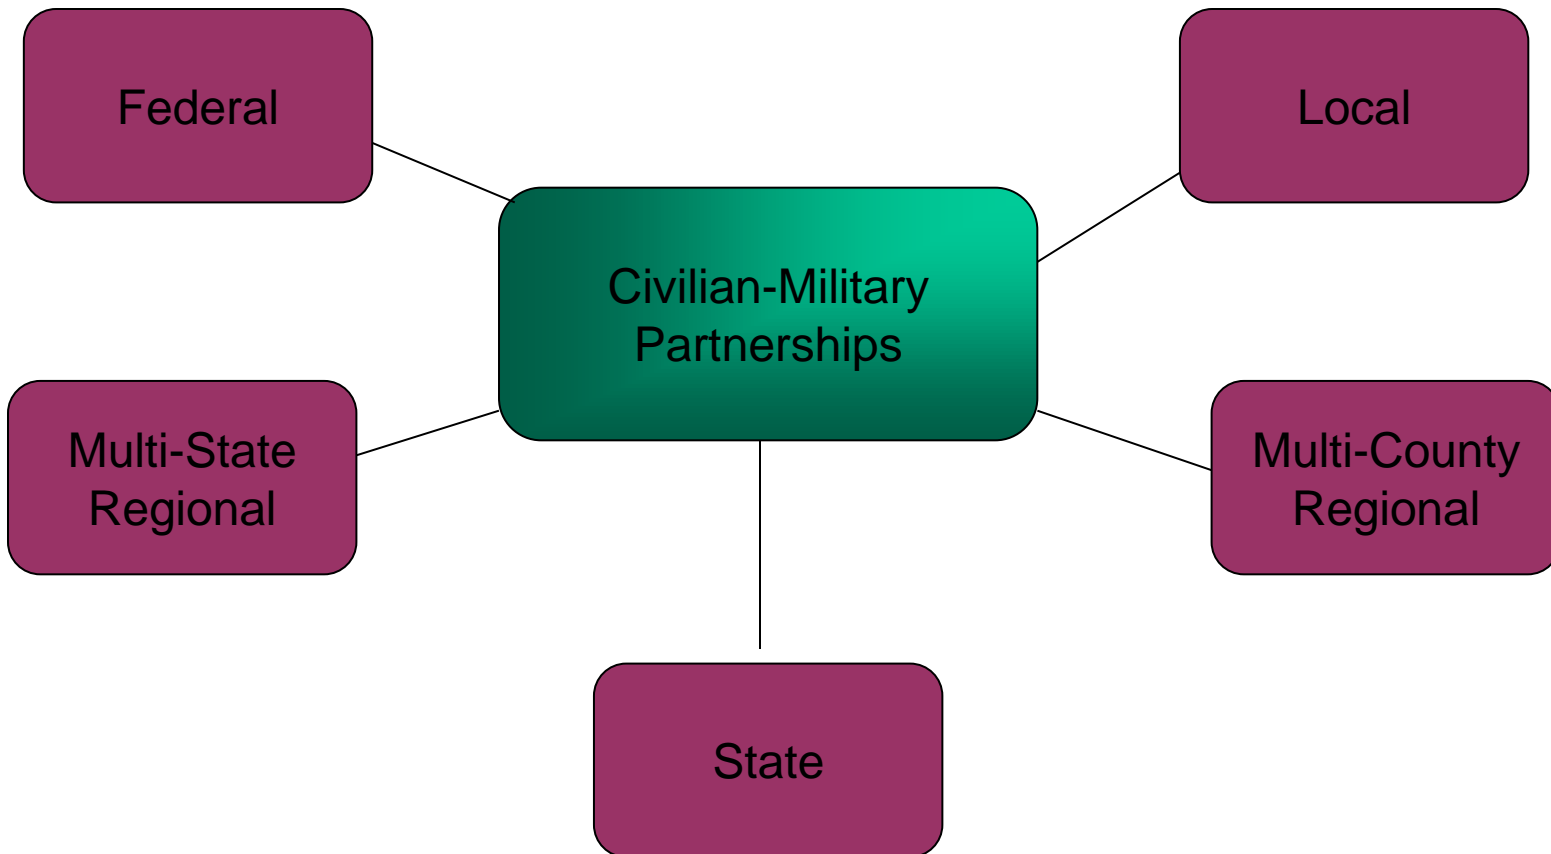 Federal
Local
Civilian-Military
Partnerships
Multi-State
Regional
Multi-County
Regional
State